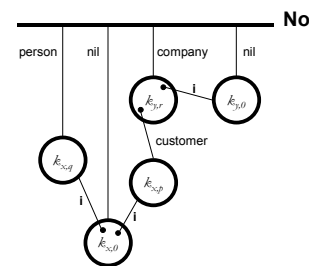 No
person nil company nil
k_{y,r} i k_{y,0}
customer
k_{x,q} k_{x,p}
i i
k_{x,0}